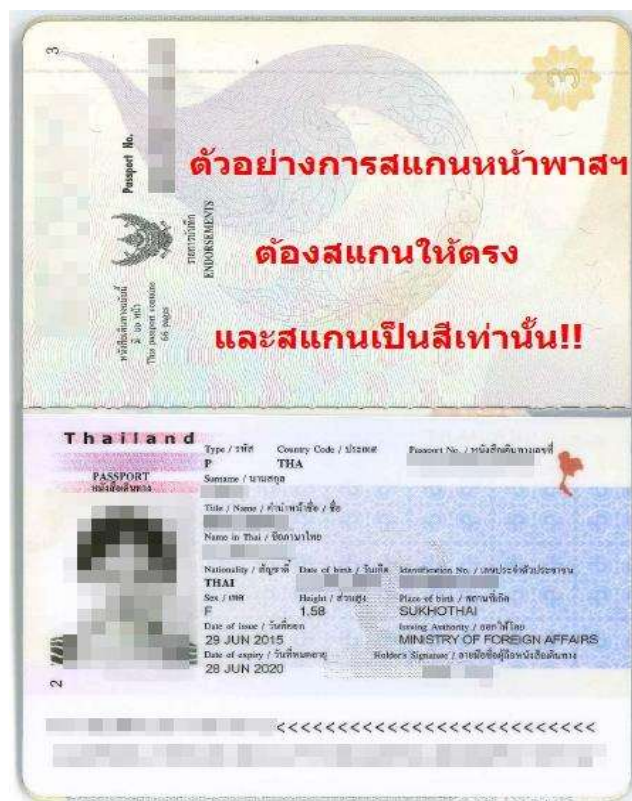 3
Passport No.
ตัวอย่างการสแกนหน้าพาสฯ
ต้องสแกนให้ตรง
และสแกนเป็นสีเท่านั้น!!
รายการบันทึก
ENDORSEMENTS
หนังสือเดินทางฉบับนี้
มี ๖๖ หน้า
This passport contains
66 pages
Thailand
PASSPORT
หนังสือเดินทาง
Type / รหัส Country Code / ประเทศ Passport No. / หนังสือเดินทางเลขที่
P THA
Surname / นามสกุล
Title / Name / คำนำหน้าชื่อ / ชื่อ
Name in Thai / ชื่อภาษาไทย
Nationality / สัญชาติ Date of birth / วันเกิด Identification No. / เลขประจำตัวประชาชน
THAI
Sex / เพศ Height / ส่วนสูง Place of birth / สถานที่เกิด
F 1.58 SUKHOTHAI
Date of issue / วันที่ออก Issuing Authority / ออกให้โดย
29 JUN 2015 MINISTRY OF FOREIGN AFFAIRS
Date of expiry / วันที่หมดอายุ Holder's Signature / ลายมือชื่อผู้ถือหนังสือเดินทาง
28 JUN 2020
2
<<<<<<<<<<<<<<<<<<<<<<<<<<